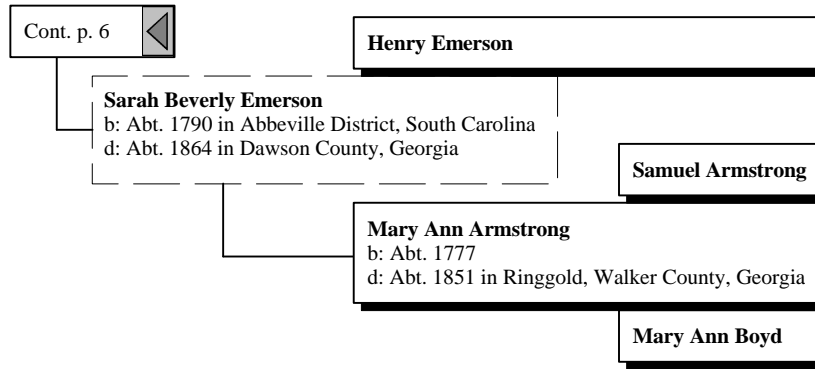 Cont. p. 6
Henry Emerson
Sarah Beverly Emerson
b: Abt. 1790 in Abbeville District, South Carolina
d: Abt. 1864 in Dawson County, Georgia
Samuel Armstrong
Mary Ann Armstrong
b: Abt. 1777
d: Abt. 1851 in Ringgold, Walker County, Georgia
Mary Ann Boyd